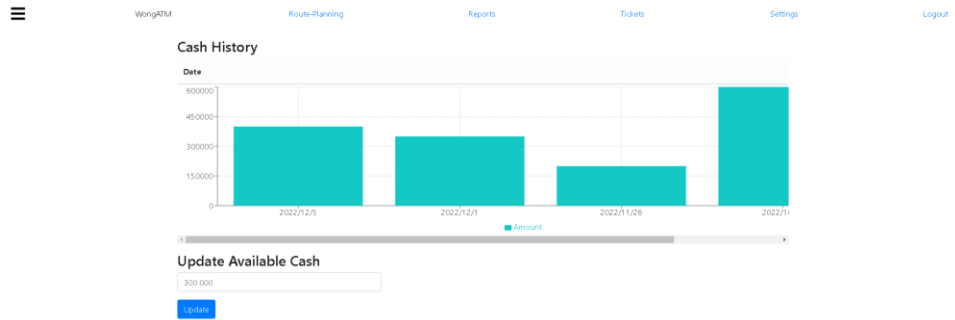 WongATM Route-Planning Reports Tickets Settings Logout
Cash History
Date
600000
450000
300000
150000
0
2022/12/5 2022/12/1 2022/11/26
Amount
Update Available Cash
300 000
Update